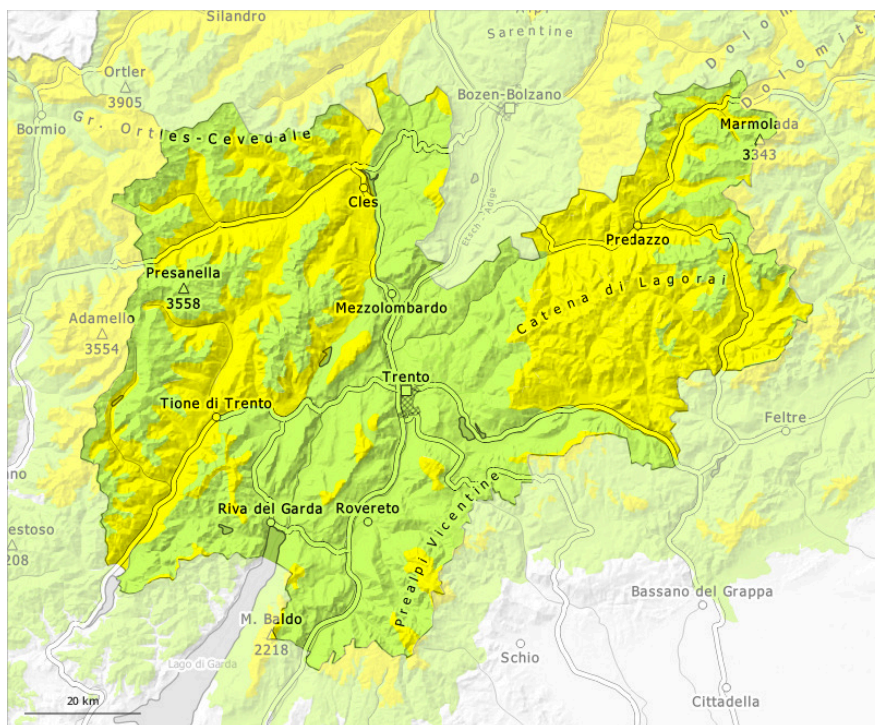 Silandro
Sarentine
Ortler
3905
Bormio
Gr. Ortles-Cevedale
Bozen-Bolzano
Dolomiti
Marmolada
3343
Cles
Etsch - Adige
Predazzo
Presanella
3558
Mezzolombardo
Catena di Lagorai
Adamello
3554
Trento
Tione di Trento
Feltre
Riva del Garda
Rovereto
Prealpi Vicentine
Bassano del Grappa
M. Baldo
2218
Lago di Garda
Schio
20 km
Cittadella